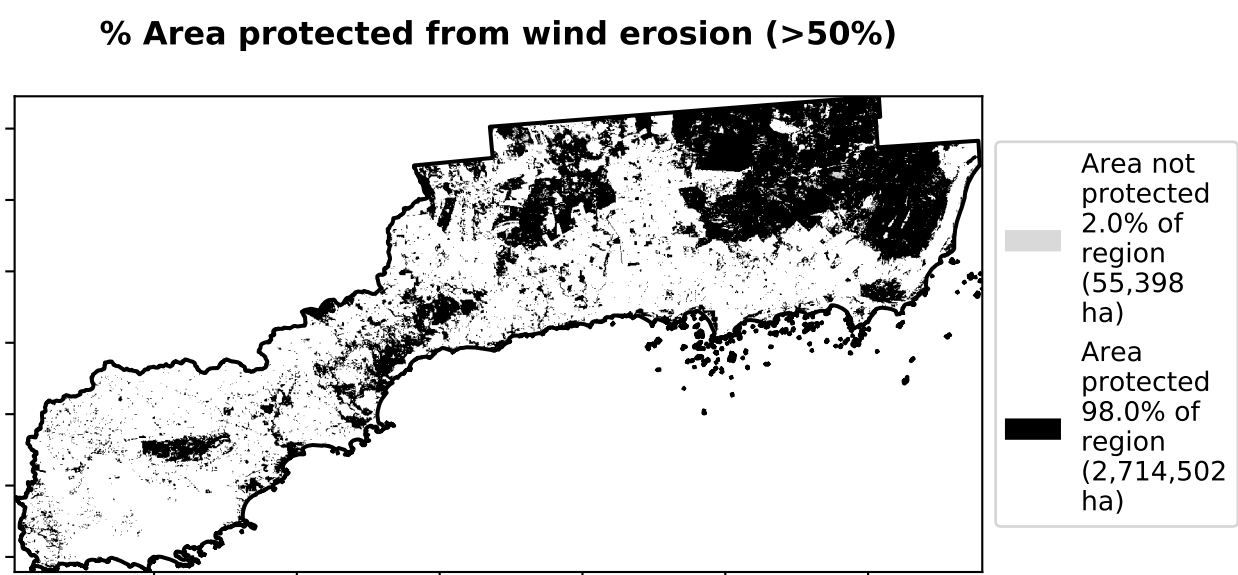 % Area protected from wind erosion (>50%)
Area not
protected
2.0% of
region
(55,398
ha)
Area
protected
98.0% of
region
(2,714,502
ha)